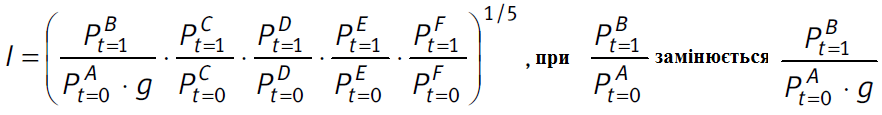 I = ( P^B_{t=1} / (P^A_{t=0} · g) · P^C_{t=1} / P^C_{t=0} · P^D_{t=1} / P^D_{t=0} · P^E_{t=1} / P^E_{t=0} · P^F_{t=1} / P^F_{t=0} )^{1/5} , при P^B_{t=1} / P^A_{t=0} замінюється P^B_{t=1} / (P^A_{t=0} · g)